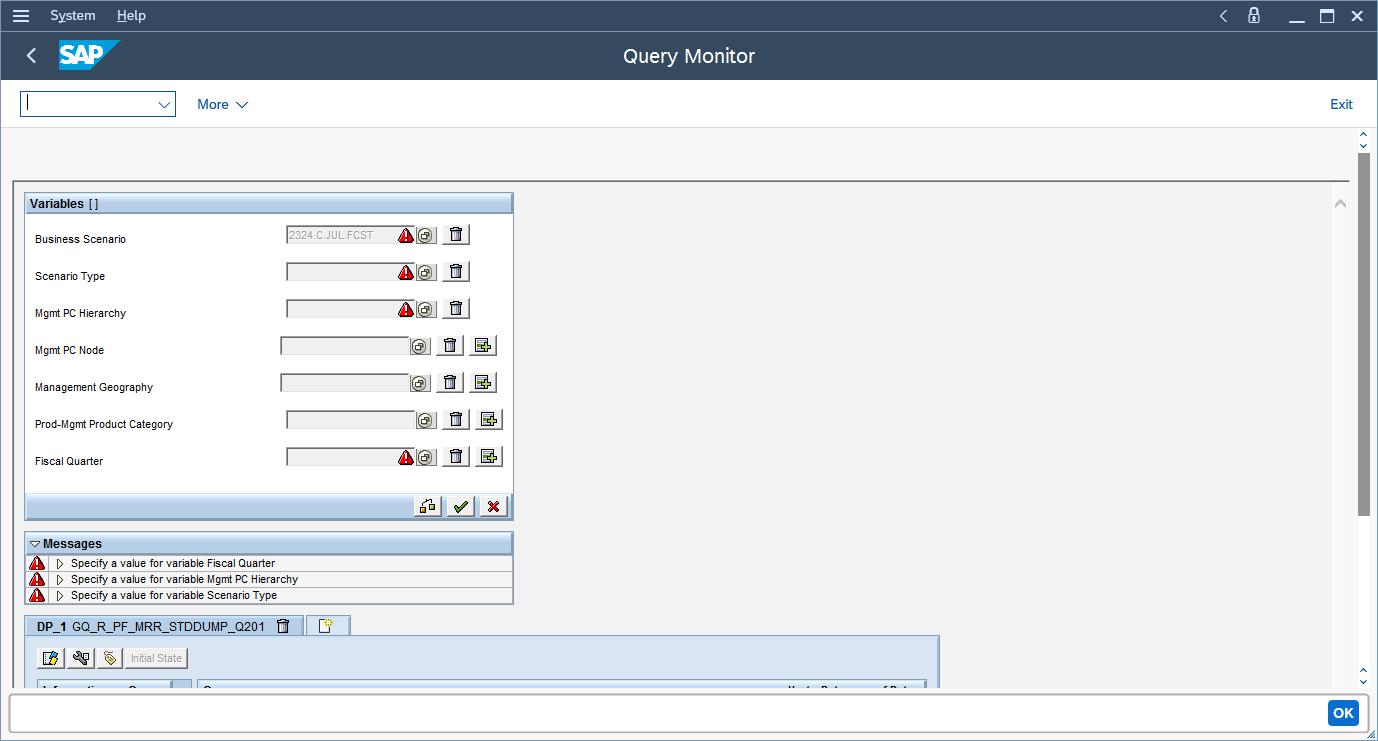 System Help
SAP Query Monitor
More Exit
Variables [ ]
Business Scenario 2324.C.JUL.FCST
Scenario Type
Mgmt PC Hierarchy
Mgmt PC Node
Management Geography
Prod-Mgmt Product Category
Fiscal Quarter
Messages
Specify a value for variable Fiscal Quarter
Specify a value for variable Mgmt PC Hierarchy
Specify a value for variable Scenario Type
DP_1 GQ_R_PF_MRR_STDDUMP_Q201
Initial State
OK